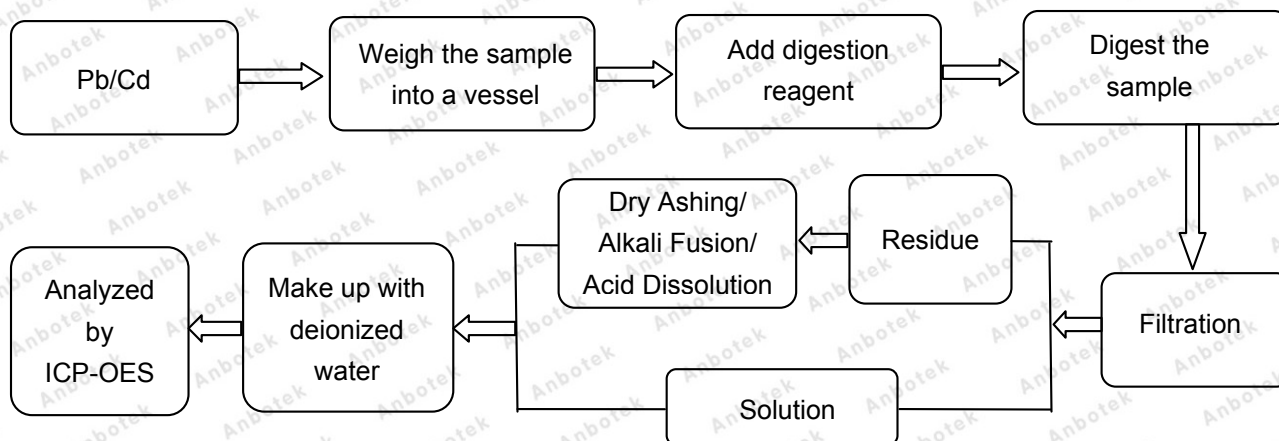 Pb/Cd
Weigh the sample
into a vessel
Add digestion
reagent
Digest the
sample
Filtration
Residue
Dry Ashing/
Alkali Fusion/
Acid Dissolution
Solution
Make up with
deionized
water
Analyzed
by
ICP-OES
Anbotek